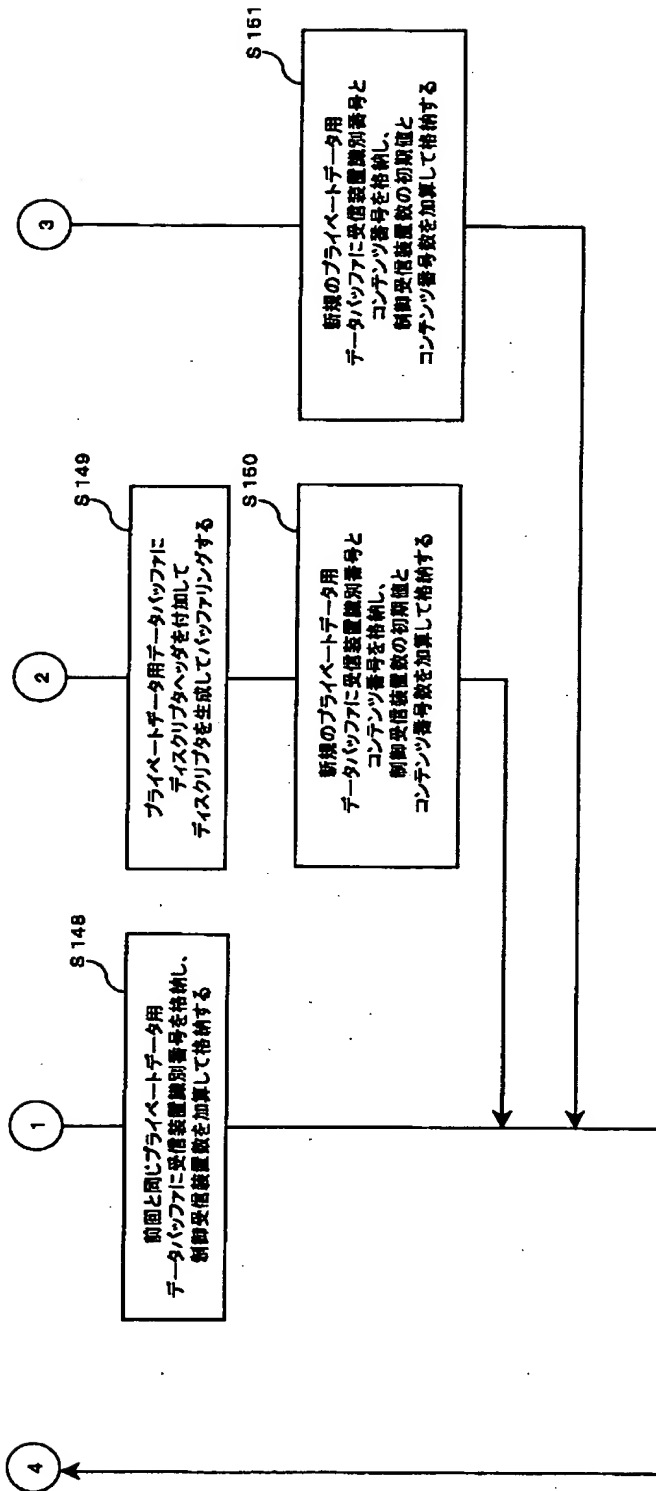 4
1
2
3
S148
前回と同じプライベートデータ用
データバッファに受信装置識別番号を格納し、
制御受信装置数を加算して格納する
S149
プライベートデータ用データバッファに
ディスクリプタヘッダを付加して
ディスクリプタを生成してバッファリングする
S150
新規のプライベートデータ用
データバッファに受信装置識別番号と
コンテンツ番号を格納し、
制御受信装置数の初期値と
コンテンツ番号数を加算して格納する
S151
新規のプライベートデータ用
データバッファに受信装置識別番号と
コンテンツ番号を格納し、
制御受信装置数の初期値と
コンテンツ番号数を加算して格納する